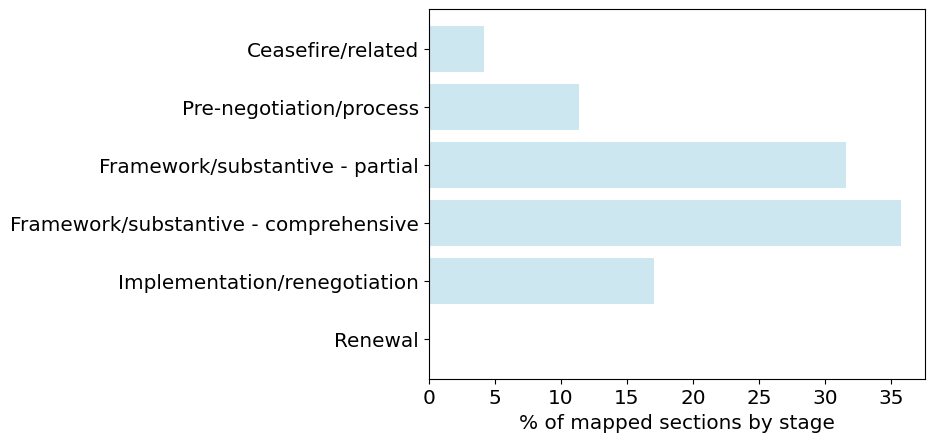 Ceasefire/related
Pre-negotiation/process
Framework/substantive - partial
Framework/substantive - comprehensive
Implementation/renegotiation
Renewal
0 5 10 15 20 25 30 35
% of mapped sections by stage